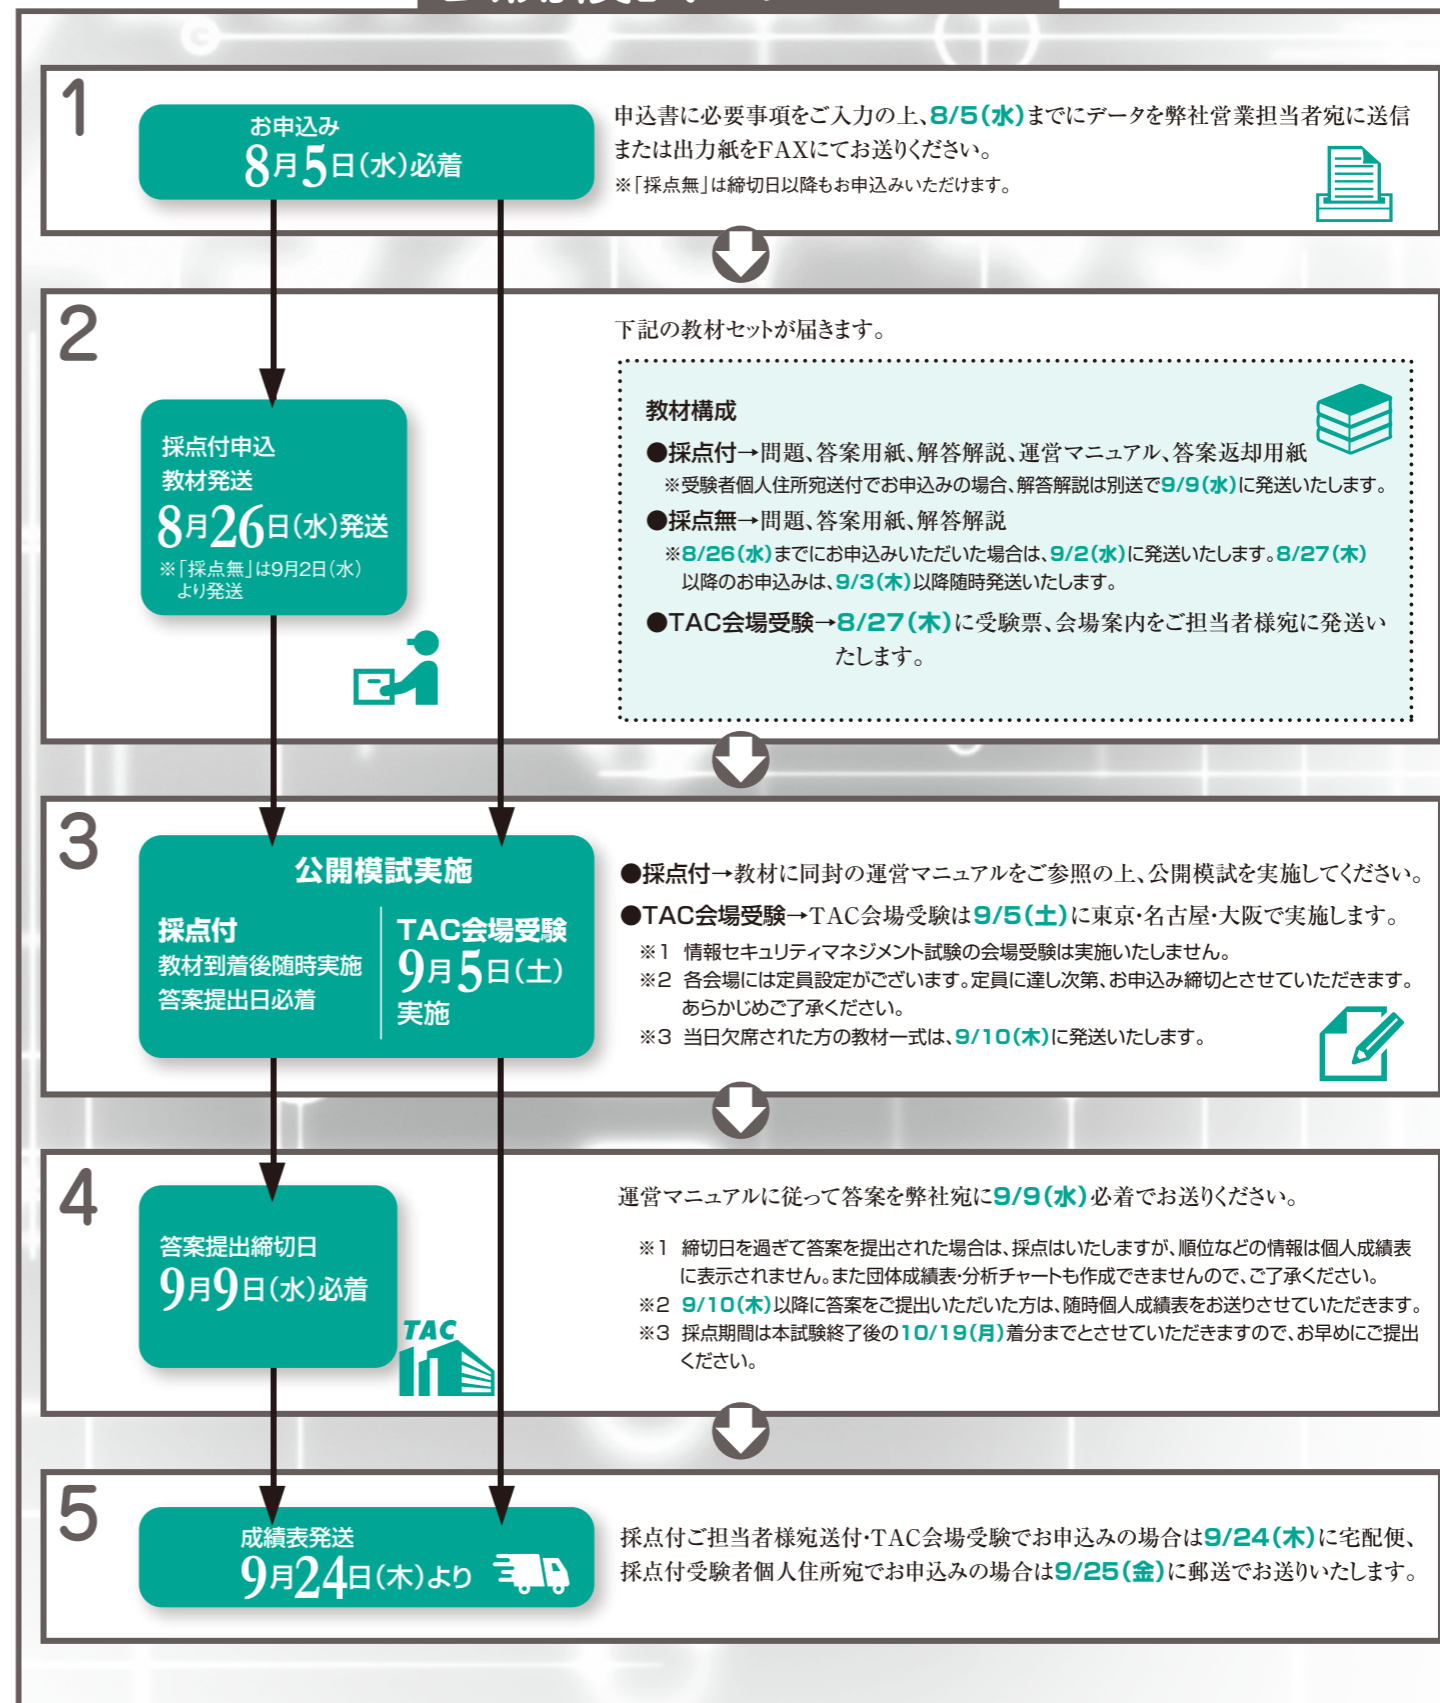 1
お申込み
8月5日(水)必着
申込書に必要事項をご入力の上、8/5(水)までにデータを弊社営業担当者宛に送信
または出力紙をFAXにてお送りください。
※「採点無」は締切日以降もお申込みいただけます。
2
採点付申込
教材発送
8月26日(水)発送
※「採点無」は9月2日(水)
より発送
下記の教材セットが届きます。
教材構成
●採点付→問題、答案用紙、解答解説、運営マニュアル、答案返却用紙
※受験者個人住所宛送付でお申込みの場合、解答解説は別送で9/9(水)に発送いたします。
●採点無→問題、答案用紙、解答解説
※8/26(水)までにお申込みいただいた場合は、9/2(水)に発送いたします。8/27(木)
以降のお申込みは、9/3(木)以降随時発送いたします。
●TAC会場受験→8/27(木)に受験票、会場案内をご担当者様宛に発送い
たします。
3
公開模試実施
採点付
教材到着後随時実施
答案提出日必着
TAC会場受験
9月5日(土)
実施
●採点付→教材に同封の運営マニュアルをご参照の上、公開模試を実施してください。
●TAC会場受験→TAC会場受験は9/5(土)に東京・名古屋・大阪で実施します。
※1 情報セキュリティマネジメント試験の会場受験は実施いたしません。
※2 各会場には定員設定がございます。定員に達し次第、お申込み締切とさせていただきます。
あらかじめご了承ください。
※3 当日欠席された方の教材一式は、9/10(木)に発送いたします。
4
答案提出締切日
9月9日(水)必着
TAC
運営マニュアルに従って答案を弊社宛に9/9(水)必着でお送りください。
※1 締切日を過ぎて答案を提出された場合は、採点はいたしますが、順位などの情報は個人成績表
に表示されません。また団体成績表・分析チャートも作成できませんので、ご了承ください。
※2 9/10(木)以降に答案をご提出いただいた方は、随時個人成績表をお送りさせていただきます。
※3 採点期間は本試験終了後の10/19(月)着分までとさせていただきますので、お早めにご提出
ください。
5
成績表発送
9月24日(木)より
採点付ご担当者様宛送付・TAC会場受験でお申込みの場合は9/24(木)に宅配便、
採点付受験者個人住所宛でお申込みの場合は9/25(金)に郵送でお送りいたします。